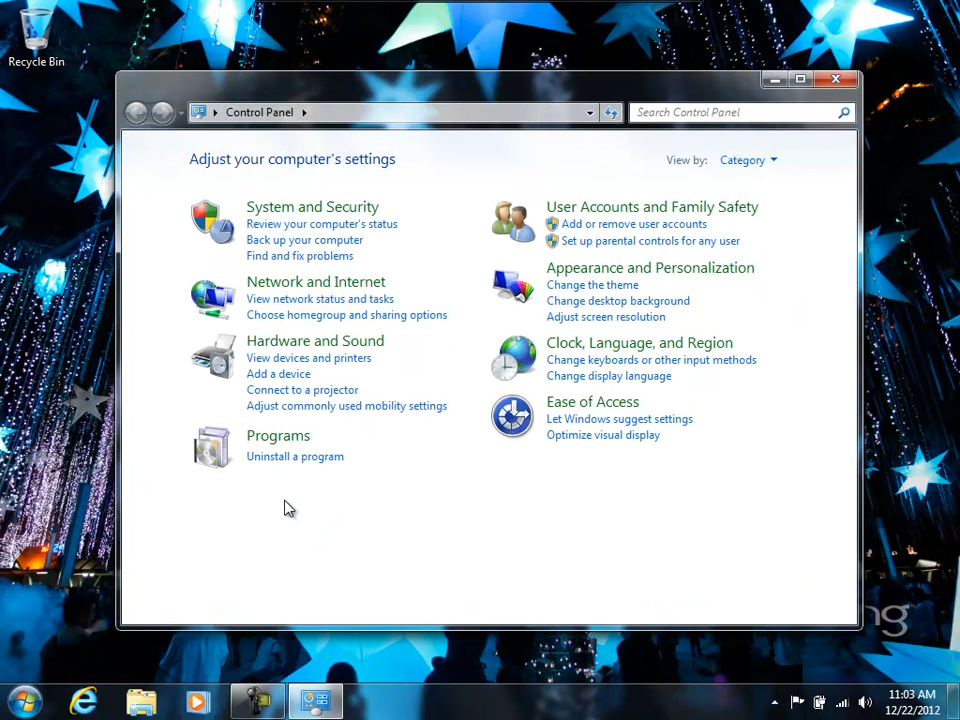 Recycle Bin
Control Panel
Search Control Panel
Adjust your computer's settings
View by: Category
System and Security
Review your computer's status
Back up your computer
Find and fix problems
Network and Internet
View network status and tasks
Choose homegroup and sharing options
Hardware and Sound
View devices and printers
Add a device
Connect to a projector
Adjust commonly used mobility settings
Programs
Uninstall a program
User Accounts and Family Safety
Add or remove user accounts
Set up parental controls for any user
Appearance and Personalization
Change the theme
Change desktop background
Adjust screen resolution
Clock, Language, and Region
Change keyboards or other input methods
Change display language
Ease of Access
Let Windows suggest settings
Optimize visual display
11:03 AM
12/22/2012